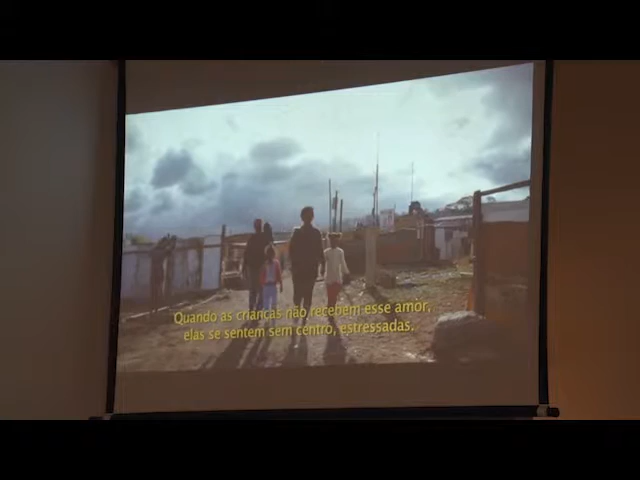 Quando as crianças não recebem esse amor,
elas se sentem sem centro, estressadas.